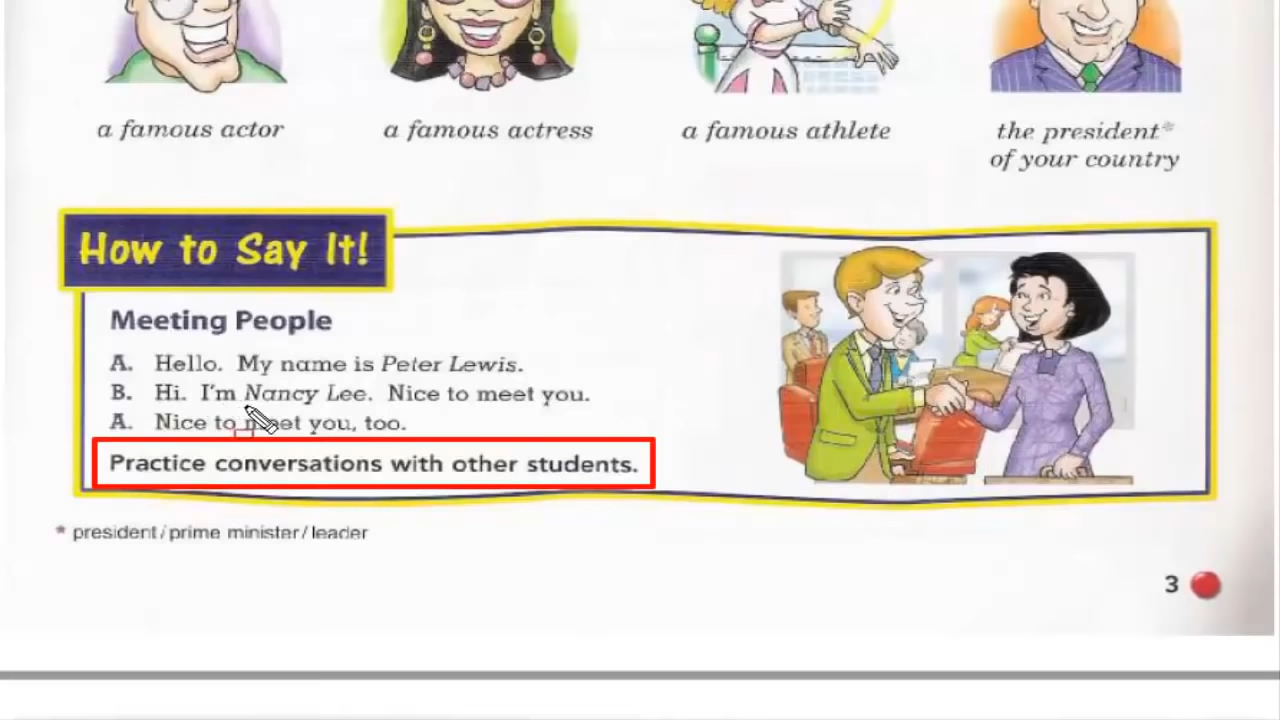 a famous actor
a famous actress
a famous athlete
the president*
of your country
How to Say It!
Meeting People
A. Hello. My name is Peter Lewis.
B. Hi. I'm Nancy Lee. Nice to meet you.
A. Nice to meet you, too.
Practice conversations with other students.
* president/prime minister/leader
3